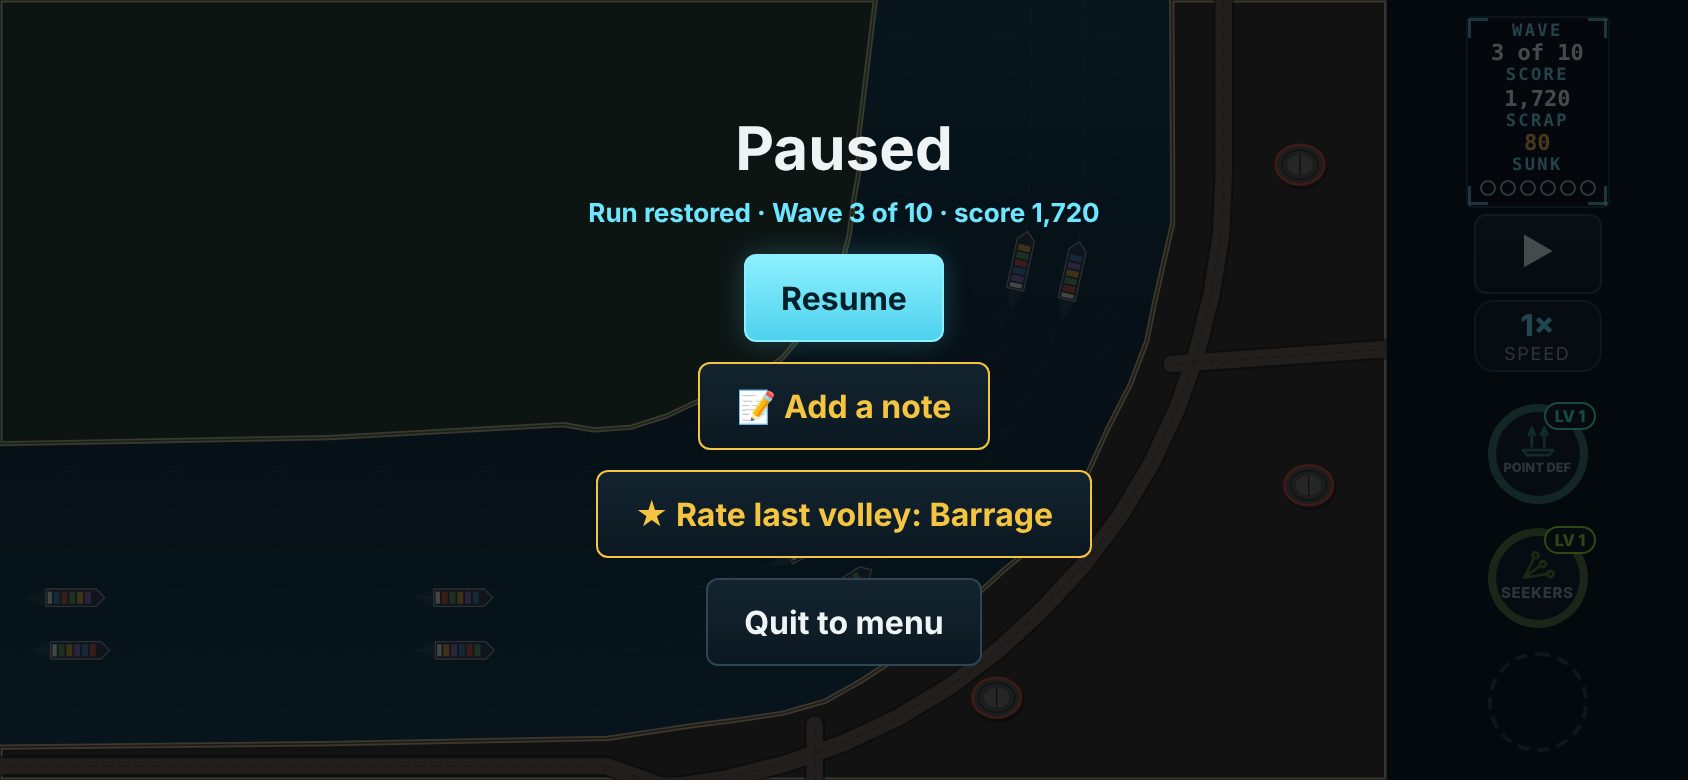 Paused
Run restored · Wave 3 of 10 · score 1,720
Resume
📝 Add a note
★ Rate last volley: Barrage
Quit to menu
WAVE
3 of 10
SCORE
1,720
SCRAP
80
SUNK
1×
SPEED
LV 1
POINT DEF
LV 1
SEEKERS